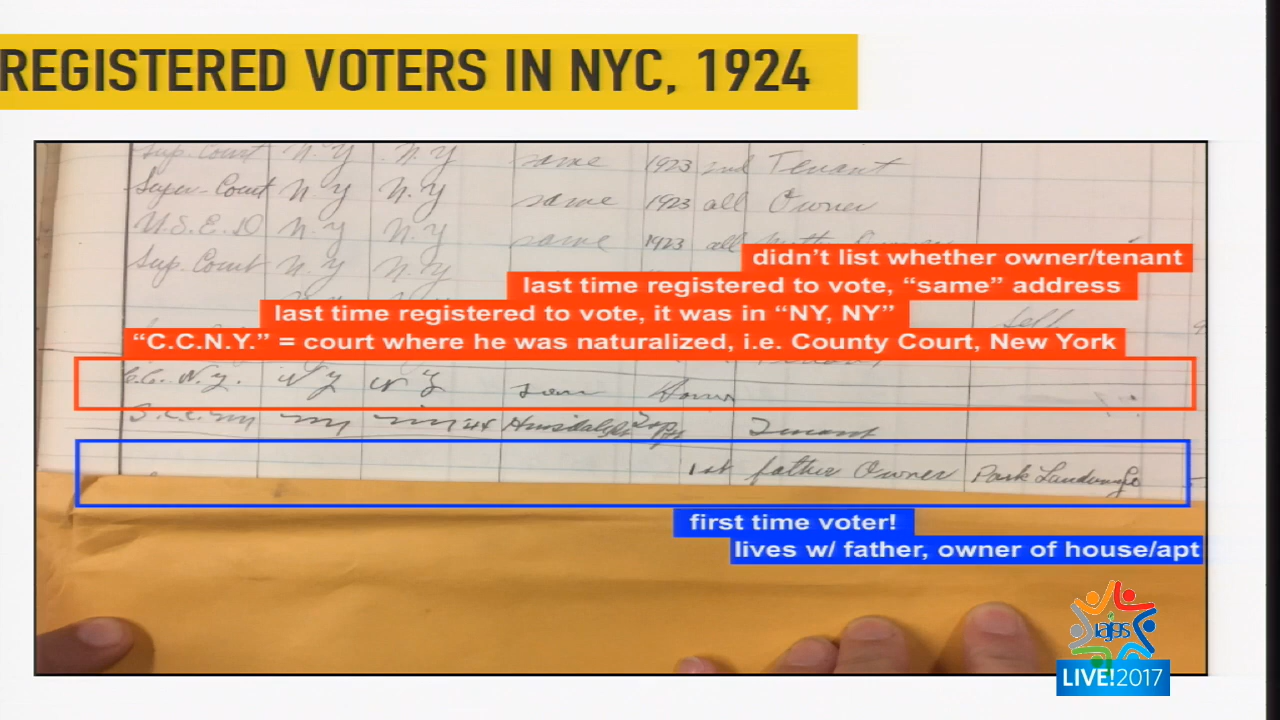 REGISTERED VOTERS IN NYC, 1924
Sup. Court N.Y N.Y same 1923 2nd Tenant
Super-Court N.Y N.Y same 1923 all Owner
U.S.E.D N.Y N.Y same 1923 all
Sup. Court N.Y N.Y
didn't list whether owner/tenant
last time registered to vote, “same” address
last time registered to vote, it was in “NY, NY”
Self
“C.C.N.Y.” = court where he was naturalized, i.e. County Court, New York
C.C. N.Y. N Y N Y
Tenant
1st father Owner Park
first time voter!
lives w/ father, owner of house/apt
iajgs
LIVE!2017